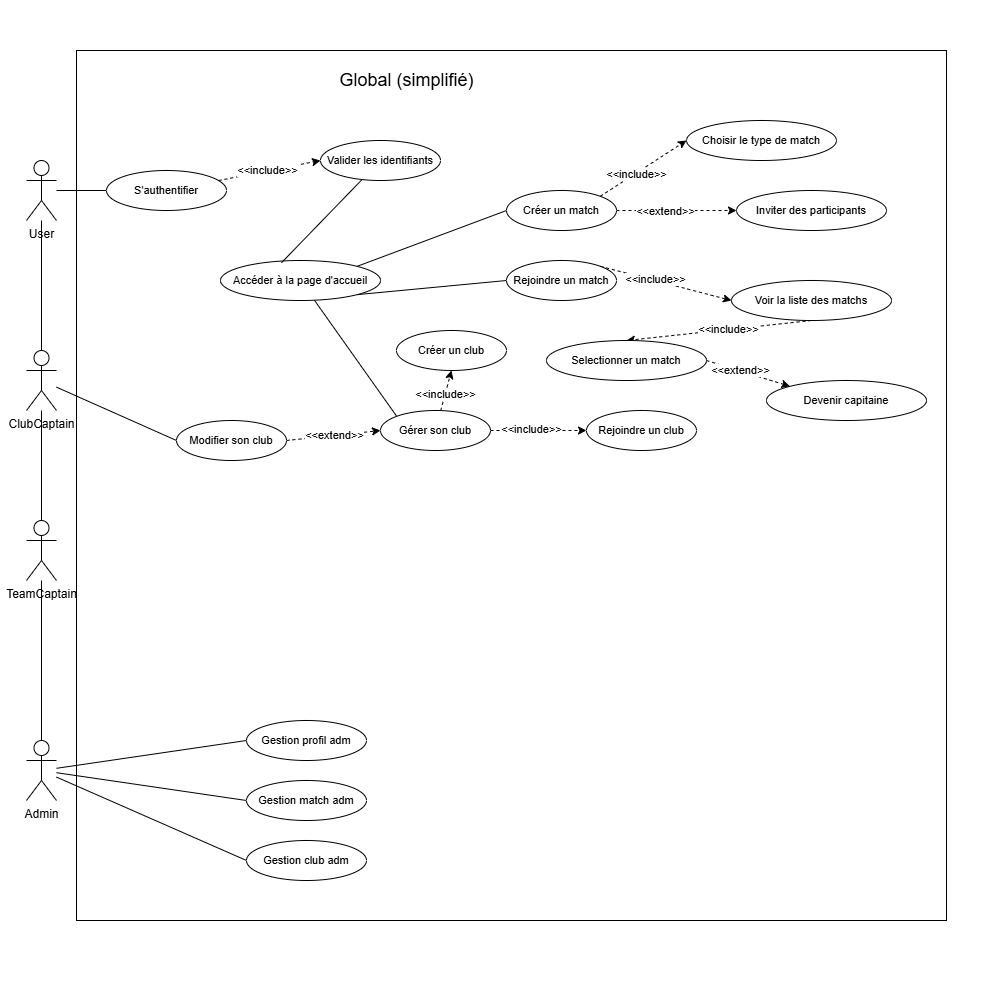 Global (simplifié)
Choisir le type de match
Valider les identifiants
<<include>>
<<include>>
S'authentifier
Créer un match
<<extend>>
Inviter des participants
User
Accéder à la page d'accueil
Rejoindre un match
<<include>>
Voir la liste des matchs
<<include>>
Créer un club
Selectionner un match
<<extend>>
<<include>>
Devenir capitaine
ClubCaptain
Modifier son club
<<extend>>
Gérer son club
<<include>>
Rejoindre un club
TeamCaptain
Gestion profil adm
Gestion match adm
Admin
Gestion club adm